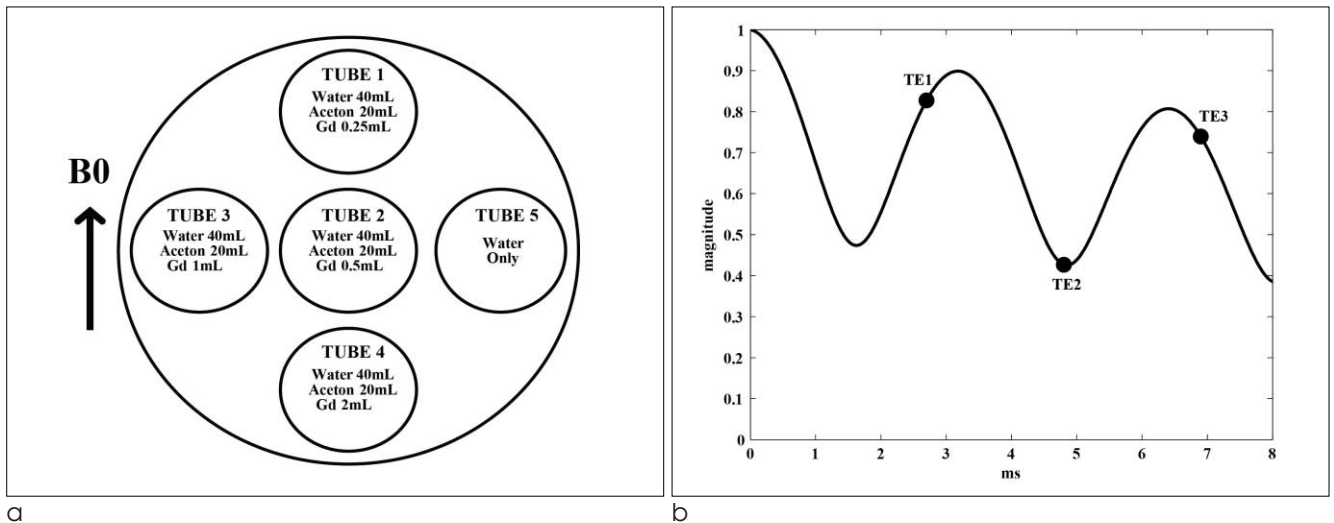 B0
TUBE 1
Water 40mL
Aceton 20mL
Gd 0.25mL
TUBE 3
Water 40mL
Aceton 20mL
Gd 1mL
TUBE 2
Water 40mL
Aceton 20mL
Gd 0.5mL
TUBE 5
Water
Only
TUBE 4
Water 40mL
Aceton 20mL
Gd 2mL
a
magnitude
1
0.9
0.8
0.7
0.6
0.5
0.4
0.3
0.2
0.1
0
TE1
TE2
TE3
0 1 2 3 4 5 6 7 8
ms
b